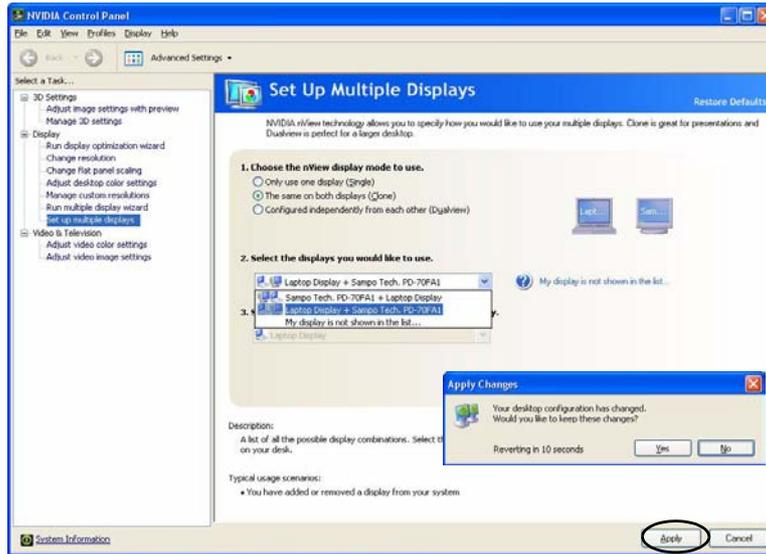 NVIDIA Control Panel
File Edit View Profiles Display Help
Back Advanced Settings
Select a Task...
3D Settings
Adjust image settings with preview
Manage 3D settings
Display
Run display optimization wizard
Change resolution
Change flat panel scaling
Adjust desktop color settings
Manage custom resolutions
Run multiple display wizard
Set up multiple displays
Video & Television
Adjust video color settings
Adjust video image settings
System Information
Set Up Multiple Displays
Restore Defaults
NVIDIA nView technology allows you to specify how you would like to use your multiple displays. Clone is great for presentations and
Dualview is perfect for a larger desktop.
1. Choose the nView display mode to use.
Only use one display (Single)
The same on both displays (Clone)
Configured independently from each other (Dualview)
Lapt... Sam...
2. Select the displays you would like to use.
Laptop Display + Sampo Tech. PD-70FA1
My display is not shown in the list...
Sampo Tech. PD-70FA1 + Laptop Display
Laptop Display + Sampo Tech. PD-70FA1
My display is not shown in the list...
3. y.
Laptop Display
Apply Changes
Your desktop configuration has changed.
Would you like to keep these changes?
Reverting in 10 seconds Yes No
Description:
A list of all the possible display combinations. Select t
on your desk.
Typical usage scenarios:
• You have added or removed a display from your system
Apply Cancel